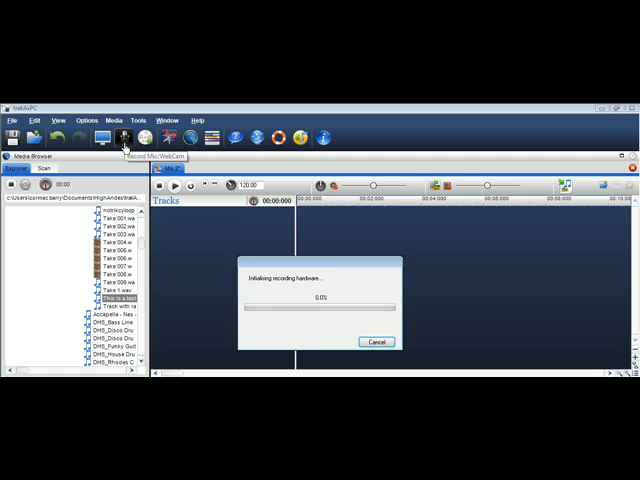 trakAxPC
File Edit View Options Media Tools Window Help
Record Mic/WebCam
Media Browser
Explorer Scan
Mix 2*
00:00
120.00
c:\Users\cormac.barry\Documents\HighAndes\trakA...
Tracks
00:00:000
00:00.000 00:02.000 00:04.000 00:06.000 00:08.000 00:10.00
notrikcyloop
Take 001.wa
Take 002.wa
Take 003.wa
Take 004.w
Take 005.w
Take 006.w
Take 007.w
Take 008.w
Take 009.wa
Take 1.wav
This is a test
Track with ra
Accapella - Nas -
DHS_Bass Line
DHS_Disco Dru
DHS_Disco Dru
DHS_Funky Guit
DHS_House Dru
DHS_Rhodes C
Initialising recording hardware...
0.0%
Cancel